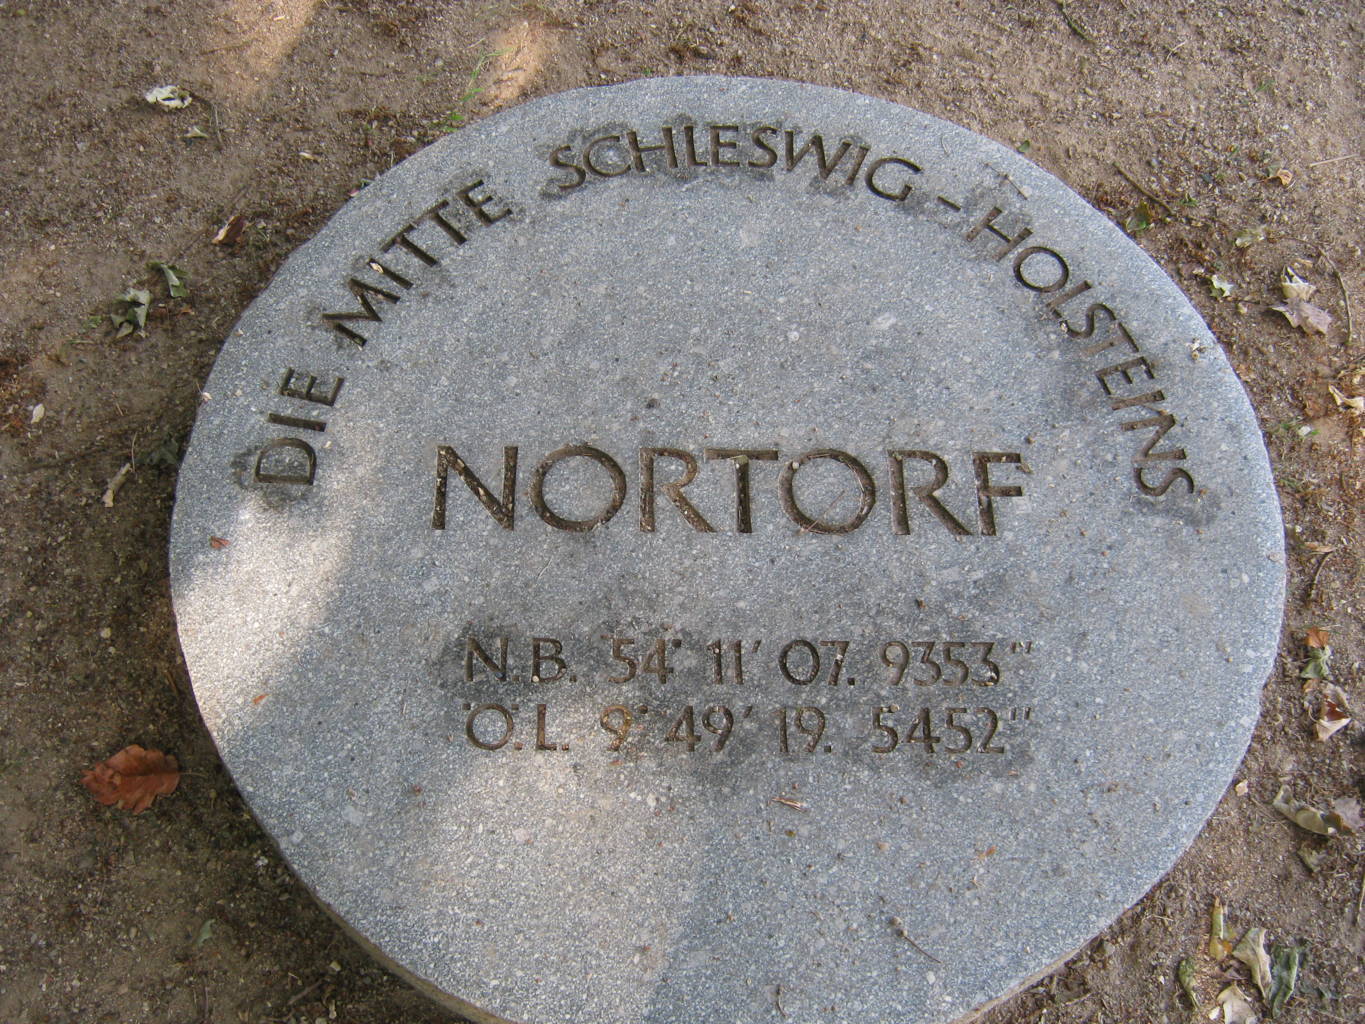 DIE MITTE SCHLESWIG-HOLSTEINS
NORTORF
N.B. 54° 11' 07. 9353"
Ö.L. 9° 49' 19. 5452"